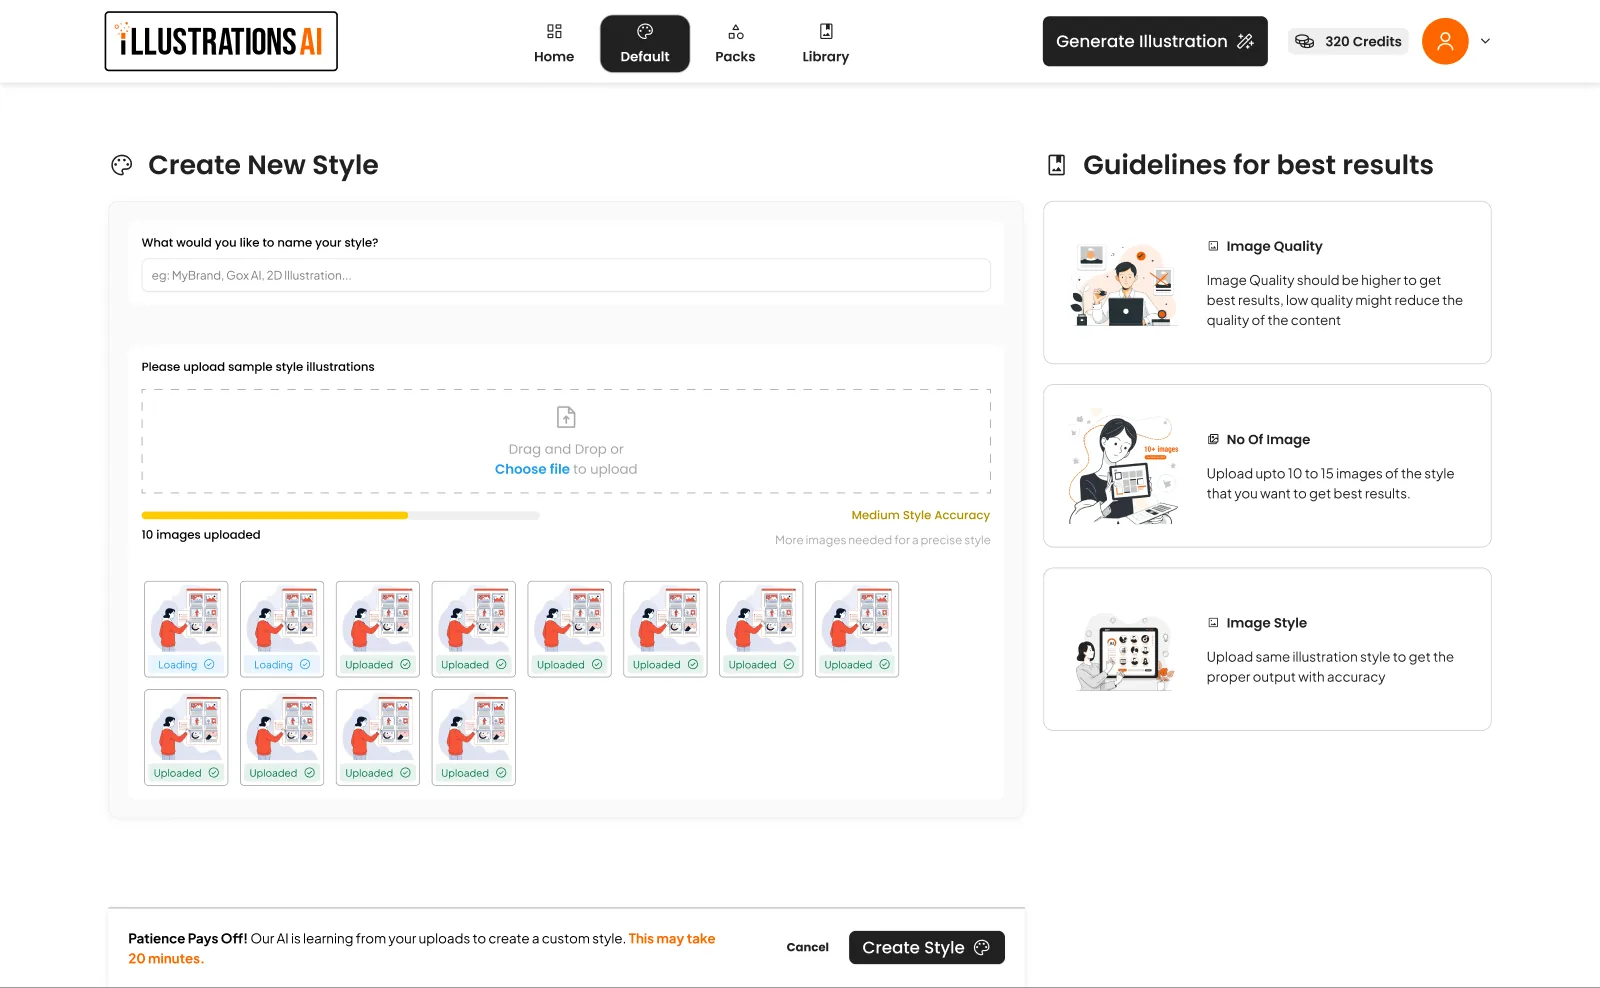 iLLUSTRATIONS AI
Home
Default
Packs
Library
Generate Illustration
320 Credits
Create New Style
What would you like to name your style?
eg: MyBrand, Gox AI, 2D Illustration...
Please upload sample style illustrations
Drag and Drop or
Choose file to upload
Medium Style Accuracy
10 images uploaded
More images needed for a precise style
Loading
Loading
Uploaded
Uploaded
Uploaded
Uploaded
Uploaded
Uploaded
Uploaded
Uploaded
Uploaded
Uploaded
Guidelines for best results
Image Quality
Image Quality should be higher to get
best results, low quality might reduce the
quality of the content
10+ images
No Of Image
Upload upto 10 to 15 images of the style
that you want to get best results.
Image Style
Upload same illustration style to get the
proper output with accuracy
Patience Pays Off! Our AI is learning from your uploads to create a custom style. This may take
20 minutes.
Cancel
Create Style